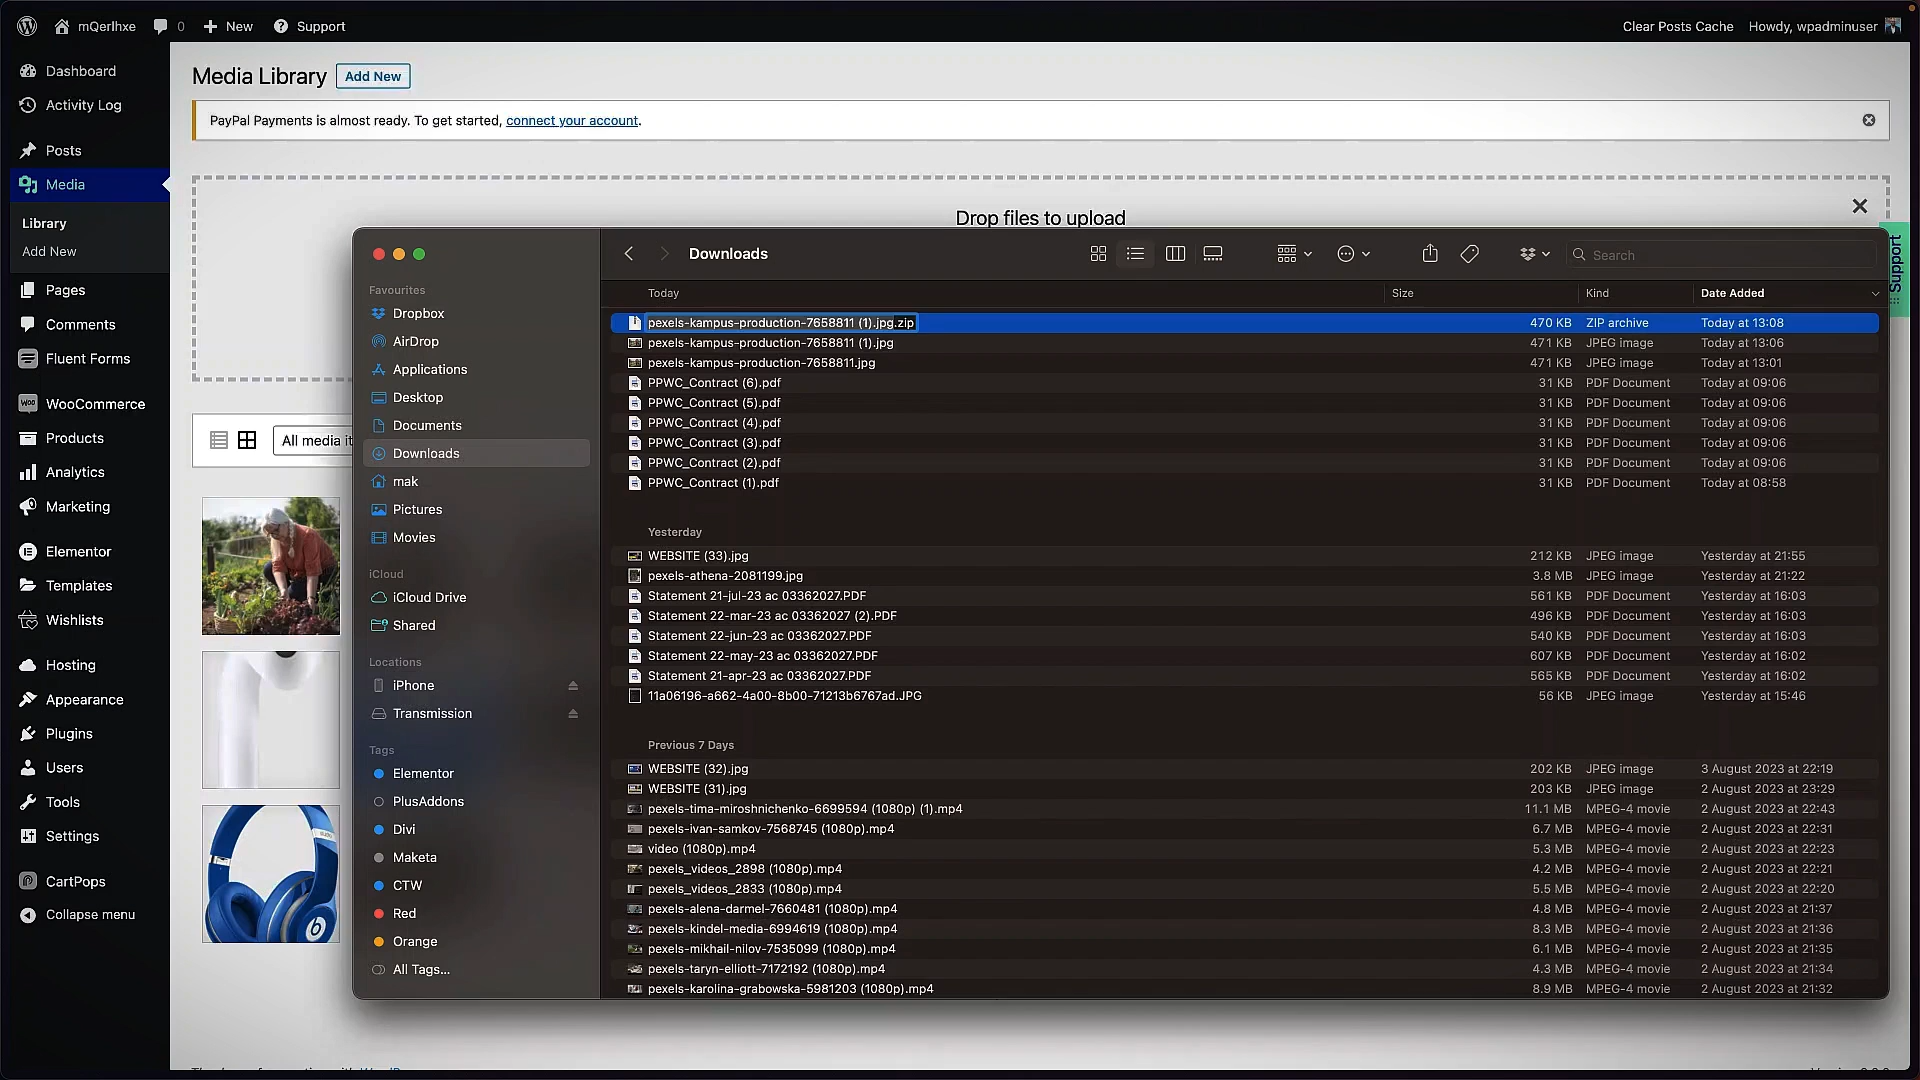 mQerIhxe
0
New
Support
Clear Posts Cache
Howdy, wpadminuser
Dashboard
Activity Log
Posts
Media
Library
Add New
Pages
Comments
Fluent Forms
WooCommerce
Products
Analytics
Marketing
Elementor
Templates
Wishlists
Hosting
Appearance
Plugins
Users
Tools
Settings
CartPops
Collapse menu
Media Library
Add New
PayPal Payments is almost ready. To get started, connect your account.
Drop files to upload
Support
All media it
Favourites
Dropbox
AirDrop
Applications
Desktop
Documents
Downloads
mak
Pictures
Movies
iCloud
iCloud Drive
Shared
Locations
iPhone
Transmission
Tags
Elementor
PlusAddons
Divi
Maketa
CTW
Red
Orange
All Tags...
Downloads
Search
Today Size Kind Date Added
pexels-kampus-production-7658811 (1).jpg.zip 470 KB ZIP archive Today at 13:08
pexels-kampus-production-7658811 (1).jpg 471 KB JPEG image Today at 13:06
pexels-kampus-production-7658811.jpg 471 KB JPEG image Today at 13:01
PPWC_Contract (6).pdf 31 KB PDF Document Today at 09:06
PPWC_Contract (5).pdf 31 KB PDF Document Today at 09:06
PPWC_Contract (4).pdf 31 KB PDF Document Today at 09:06
PPWC_Contract (3).pdf 31 KB PDF Document Today at 09:06
PPWC_Contract (2).pdf 31 KB PDF Document Today at 09:06
PPWC_Contract (1).pdf 31 KB PDF Document Today at 08:58
Yesterday
WEBSITE (33).jpg 212 KB JPEG image Yesterday at 21:55
pexels-athena-2081199.jpg 3.8 MB JPEG image Yesterday at 21:22
Statement 21-jul-23 ac 03362027.PDF 561 KB PDF Document Yesterday at 16:03
Statement 22-mar-23 ac 03362027 (2).PDF 496 KB PDF Document Yesterday at 16:03
Statement 22-jun-23 ac 03362027.PDF 540 KB PDF Document Yesterday at 16:03
Statement 22-may-23 ac 03362027.PDF 607 KB PDF Document Yesterday at 16:02
Statement 21-apr-23 ac 03362027.PDF 565 KB PDF Document Yesterday at 16:02
11a06196-a662-4a00-8b00-71213b6767ad.JPG 56 KB JPEG image Yesterday at 15:46
Previous 7 Days
WEBSITE (32).jpg 202 KB JPEG image 3 August 2023 at 22:19
WEBSITE (31).jpg 203 KB JPEG image 2 August 2023 at 23:29
pexels-tima-miroshnichenko-6699594 (1080p) (1).mp4 11.1 MB MPEG-4 movie 2 August 2023 at 22:43
pexels-ivan-samkov-7568745 (1080p).mp4 6.7 MB MPEG-4 movie 2 August 2023 at 22:31
video (1080p).mp4 5.3 MB MPEG-4 movie 2 August 2023 at 22:23
pexels_videos_2898 (1080p).mp4 4.2 MB MPEG-4 movie 2 August 2023 at 22:21
pexels_videos_2833 (1080p).mp4 5.5 MB MPEG-4 movie 2 August 2023 at 22:20
pexels-alena-darmel-7660481 (1080p).mp4 4.8 MB MPEG-4 movie 2 August 2023 at 21:37
pexels-kindel-media-6994619 (1080p).mp4 8.3 MB MPEG-4 movie 2 August 2023 at 21:36
pexels-mikhail-nilov-7535099 (1080p).mp4 6.1 MB MPEG-4 movie 2 August 2023 at 21:35
pexels-taryn-elliott-7172192 (1080p).mp4 4.3 MB MPEG-4 movie 2 August 2023 at 21:34
pexels-karolina-grabowska-5981203 (1080p).mp4 8.9 MB MPEG-4 movie 2 August 2023 at 21:32